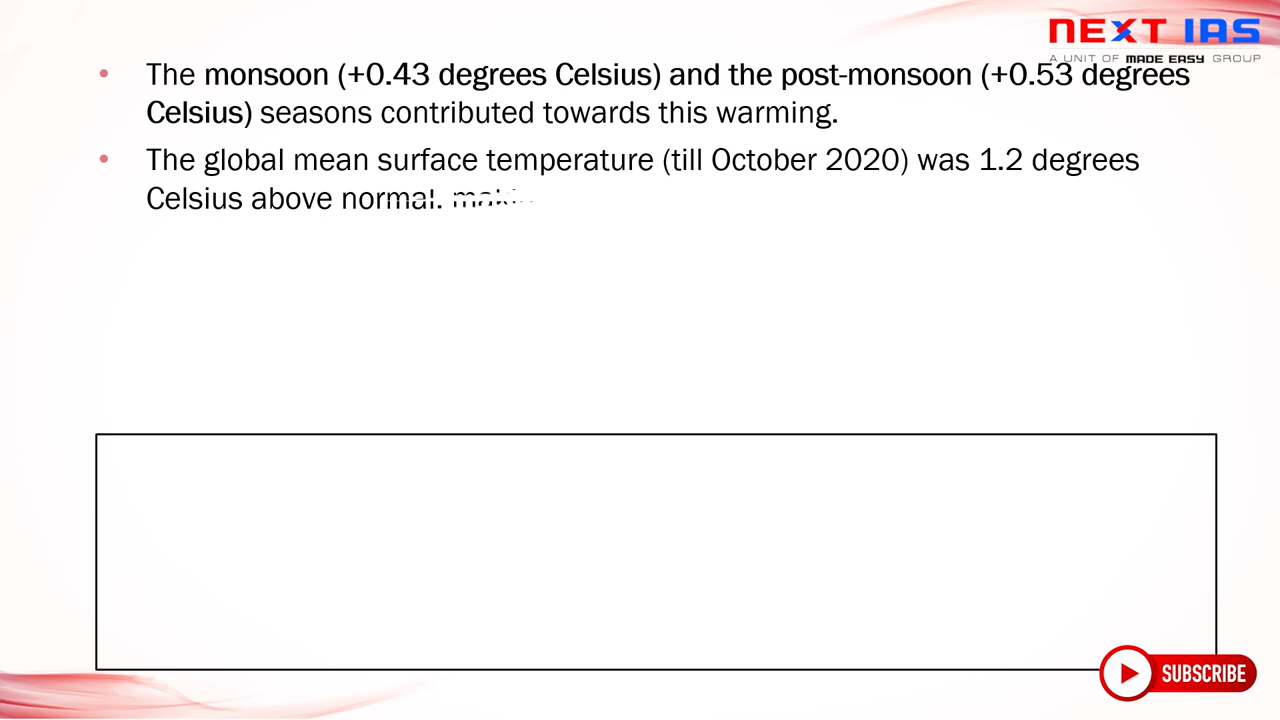 NEXT IAS
A UNIT OF MADE EASY GROUP
• The monsoon (+0.43 degrees Celsius) and the post-monsoon (+0.53 degrees
Celsius) seasons contributed towards this warming.
• The global mean surface temperature (till October 2020) was 1.2 degrees
Celsius above normal,
SUBSCRIBE